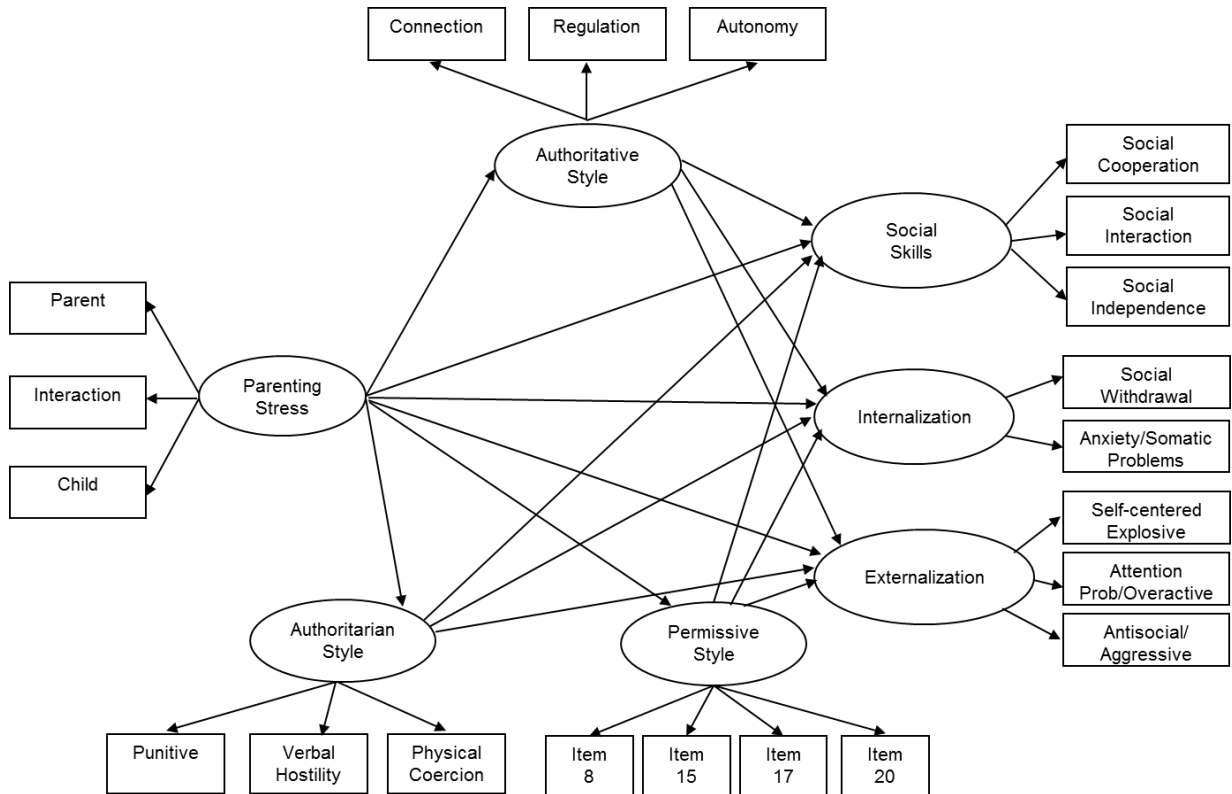 Connection
Regulation
Autonomy
Authoritative
Style
Social
Cooperation
Social
Skills
Social
Interaction
Social
Independence
Parent
Interaction
Child
Parenting
Stress
Internalization
Social
Withdrawal
Anxiety/Somatic
Problems
Externalization
Self-centered
Explosive
Attention
Prob/Overactive
Antisocial/
Aggressive
Authoritarian
Style
Permissive
Style
Punitive
Verbal
Hostility
Physical
Coercion
Item
8
Item
15
Item
17
Item
20